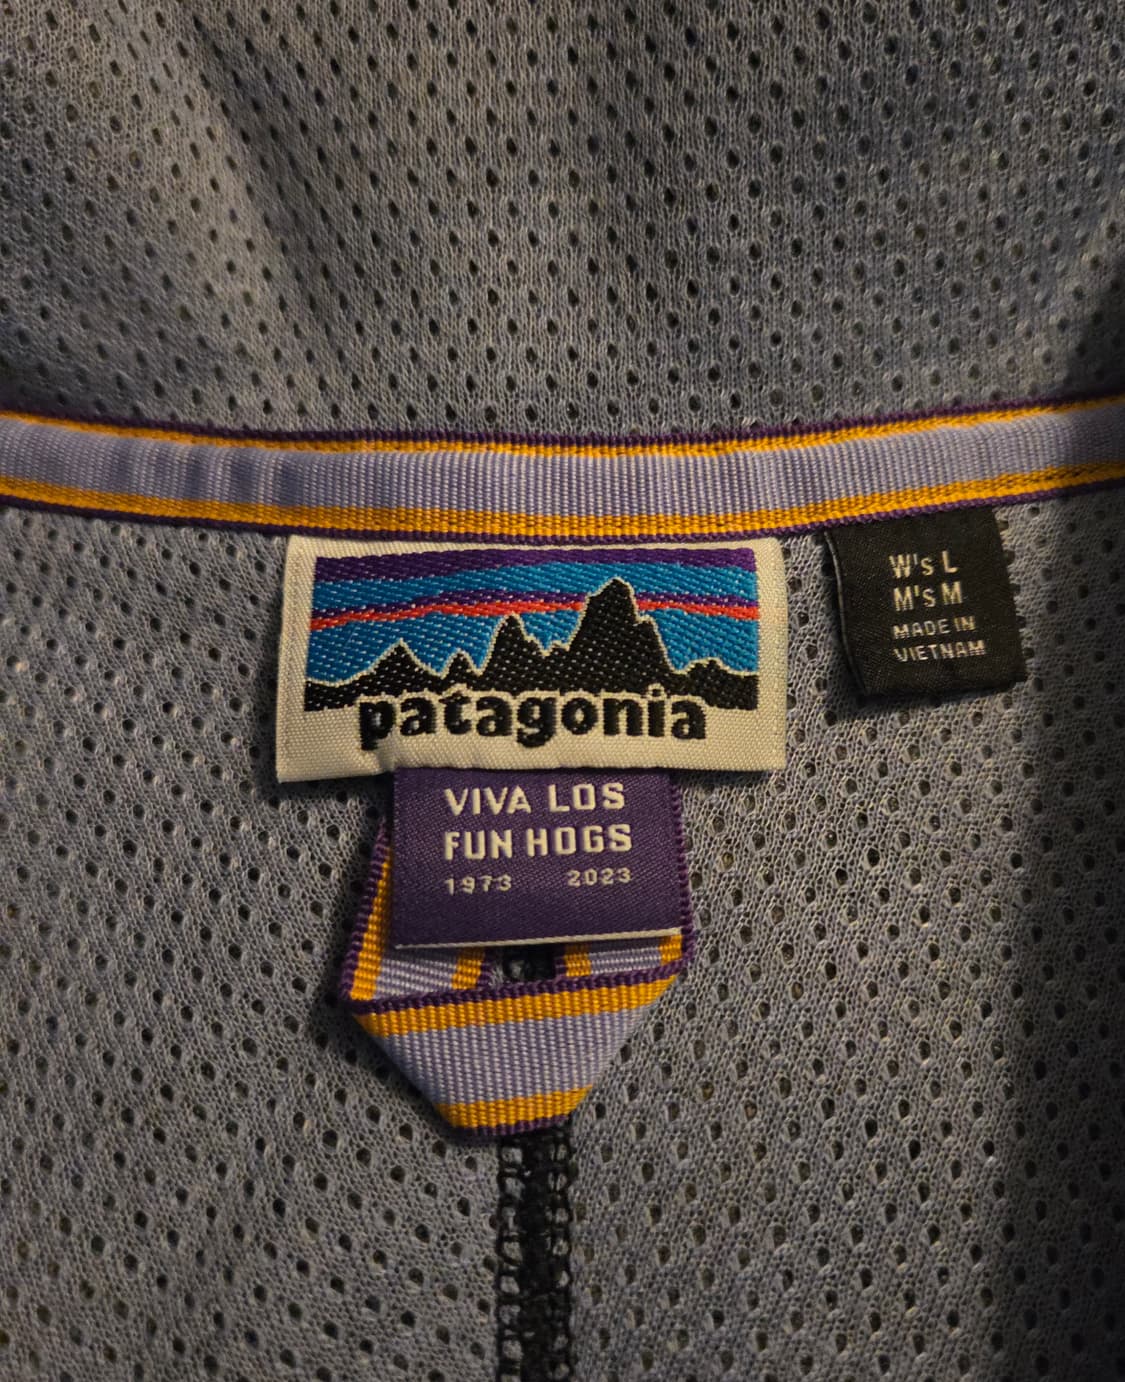 patagonia
VIVA LOS
FUN HOGS
1973 2023
W's L
M's M
MADE IN
VIETNAM